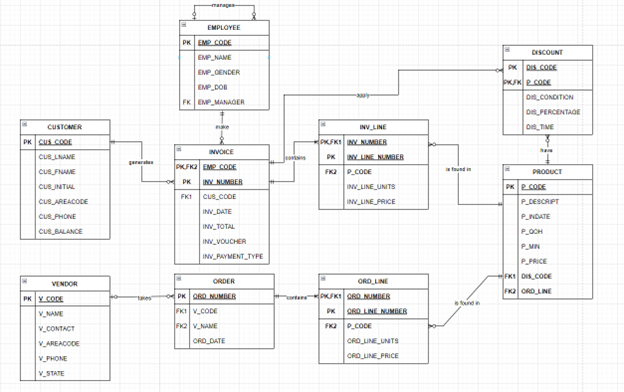 manages
EMPLOYEE
PK EMP_CODE
EMP_NAME
EMP_GENDER
EMP_DOB
FK EMP_MANAGER
DISCOUNT
PK DIS_CODE
PK,FK P_CODE
DIS_CONDITION
DIS_PERCENTAGE
DIS_TIME
apply
make
have
CUSTOMER
PK CUS_CODE
CUS_LNAME
CUS_FNAME
CUS_INITIAL
CUS_AREACODE
CUS_PHONE
CUS_BALANCE
generates
INVOICE
PK,FK2 EMP_CODE
PK INV_NUMBER
FK1 CUS_CODE
INV_DATE
INV_TOTAL
INV_VOUCHER
INV_PAYMENT_TYPE
contains
INV_LINE
PK,FK1 INV_NUMBER
PK INV_LINE_NUMBER
FK2 P_CODE
INV_LINE_UNITS
INV_LINE_PRICE
is found in
PRODUCT
PK P_CODE
P_DESCRIPT
P_INDATE
P_QOH
P_MIN
P_PRICE
FK1 DIS_CODE
FK2 ORD_LINE
VENDOR
PK V_CODE
V_NAME
V_CONTACT
V_AREACODE
V_PHONE
V_STATE
takes
ORDER
PK ORD_NUMBER
FK1 V_CODE
FK2 V_NAME
ORD_DATE
contains
ORD_LINE
PK,FK1 ORD_NUMBER
PK ORD_LINE_NUMBER
FK2 P_CODE
ORD_LINE_UNITS
ORD_LINE_PRICE
is found in